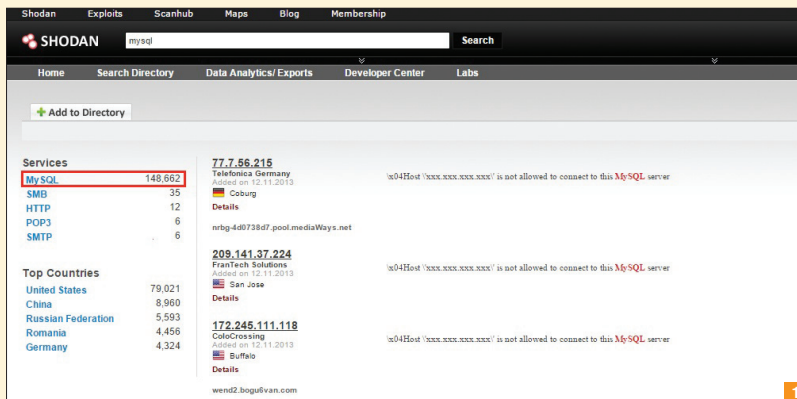 Shodan Exploits Scanhub Maps Blog Membership
SHODAN mysql Search
Home Search Directory Data Analytics/ Exports Developer Center Labs
Add to Directory
Services
MySQL 148,662
SMB 35
HTTP 12
POP3 6
SMTP 6
Top Countries
United States 79,021
China 8,960
Russian Federation 5,593
Romania 4,456
Germany 4,324
77.7.56.215
Telefonica Germany
Added on 12.11.2013
Coburg
Details
nrbg-4d0738d7.pool.mediaWays.net
\x04Host \'xxx.xxx.xxx.xxx\' is not allowed to connect to this MySQL server
209.141.37.224
FranTech Solutions
Added on 12.11.2013
San Jose
Details
\x04Host \'xxx.xxx.xxx.xxx\' is not allowed to connect to this MySQL server
172.245.111.118
ColoCrossing
Added on 12.11.2013
Buffalo
Details
wend2.bogu6van.com
\x04Host \'xxx.xxx.xxx.xxx\' is not allowed to connect to this MySQL server
1